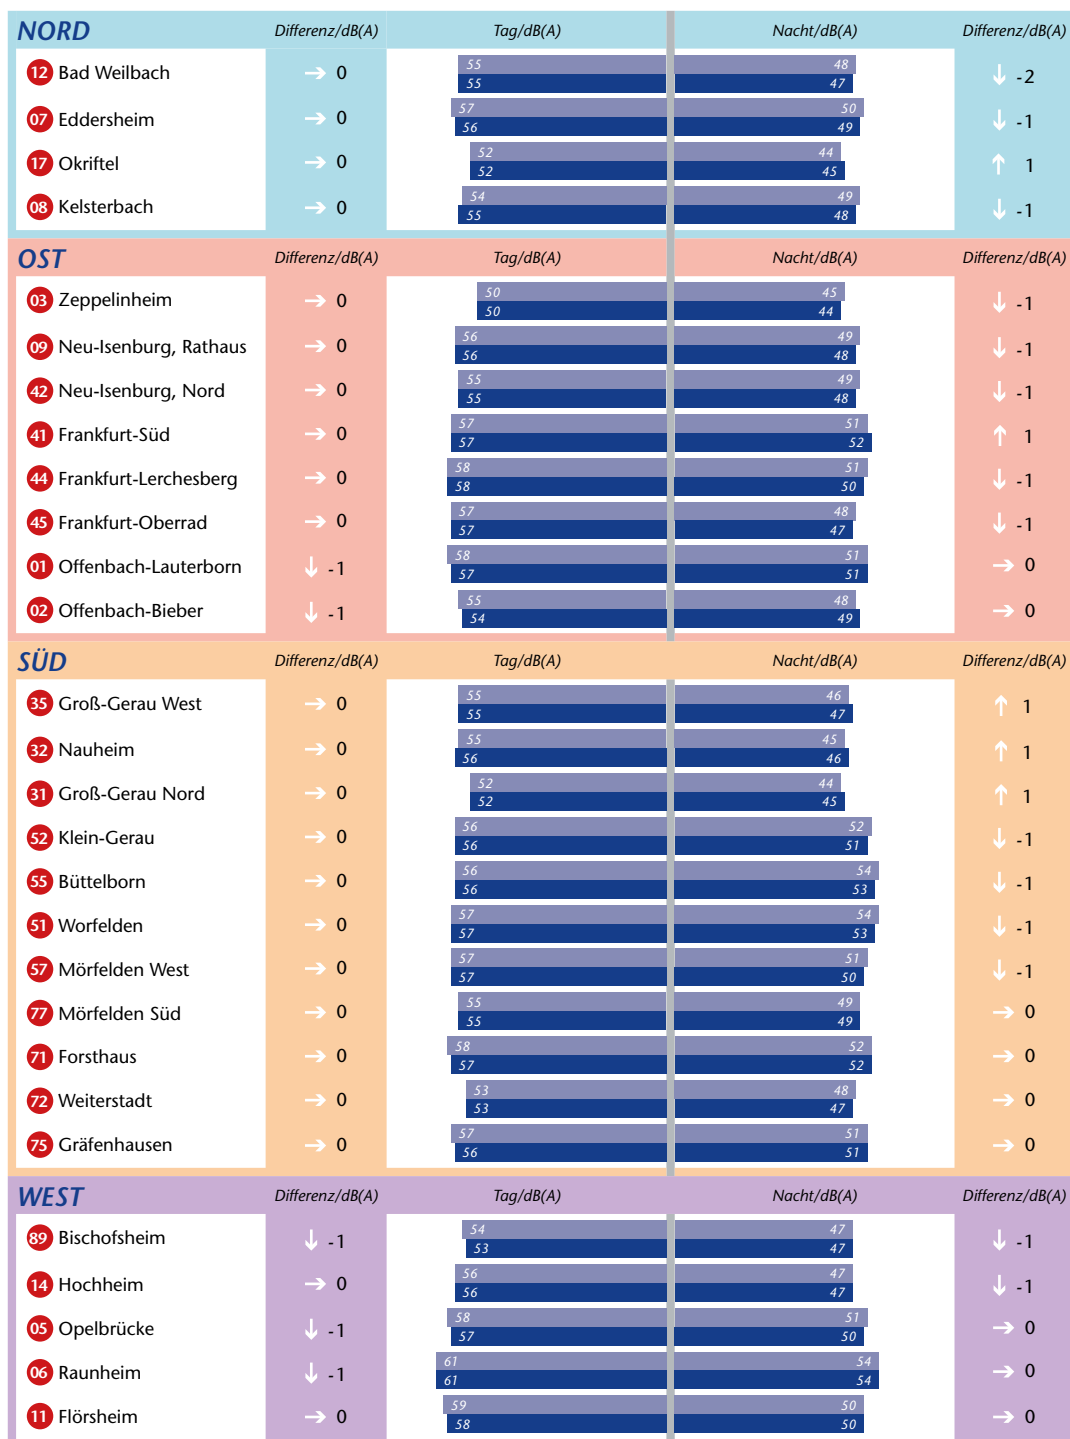 NORD Differenz/dB(A) Tag/dB(A) Nacht/dB(A)
12 Bad Weilbach → 0 55 48 ↓ -2
55 47
07 Eddersheim → 0 57 50 ↓ -1
56 49
17 Okriftel → 0 52 44 ↑ 1
52 45
08 Kelsterbach → 0 54 49 ↓ -1
55 48
OST Differenz/dB(A) Tag/dB(A) Nacht/dB(A) Differenz/dB(A)
03 Zeppelinheim → 0 50 45 ↓ -1
50 44
09 Neu-Isenburg, Rathaus → 0 56 49 ↓ -1
56 48
42 Neu-Isenburg, Nord → 0 55 49 ↓ -1
55 48
41 Frankfurt-Süd → 0 57 51 ↑ 1
57 52
44 Frankfurt-Lerchesberg → 0 58 51 ↓ -1
58 50
45 Frankfurt-Oberrad → 0 57 48 ↓ -1
57 47
01 Offenbach-Lauterborn ↓ -1 58 51 → 0
57 51
02 Offenbach-Bieber ↓ -1 55 48 → 0
54 49
SÜD Differenz/dB(A) Tag/dB(A) Nacht/dB(A) Differenz/dB(A)
35 Groß-Gerau West → 0 55 46 ↑ 1
55 47
32 Nauheim → 0 55 45 ↑ 1
56 46
31 Groß-Gerau Nord → 0 52 44 ↑ 1
52 45
52 Klein-Gerau → 0 56 52 ↓ -1
56 51
55 Büttelborn → 0 56 54 ↓ -1
56 53
51 Worfelden → 0 57 54 ↓ -1
57 53
57 Mörfelden West → 0 57 51 ↓ -1
57 50
77 Mörfelden Süd → 0 55 49 → 0
55 49
71 Forsthaus → 0 58 52 → 0
57 52
72 Weiterstadt → 0 53 48 → 0
53 47
75 Gräfenhausen → 0 57 51 → 0
56 51
WEST Differenz/dB(A) Tag/dB(A) Nacht/dB(A) Differenz/dB(A)
89 Bischofsheim ↓ -1 54 47 ↓ -1
53 47
14 Hochheim → 0 56 47 ↓ -1
56 47
05 Opelbrücke ↓ -1 58 51 → 0
57 50
06 Raunheim ↓ -1 61 54 → 0
61 54
11 Flörsheim → 0 59 50 → 0
58 50